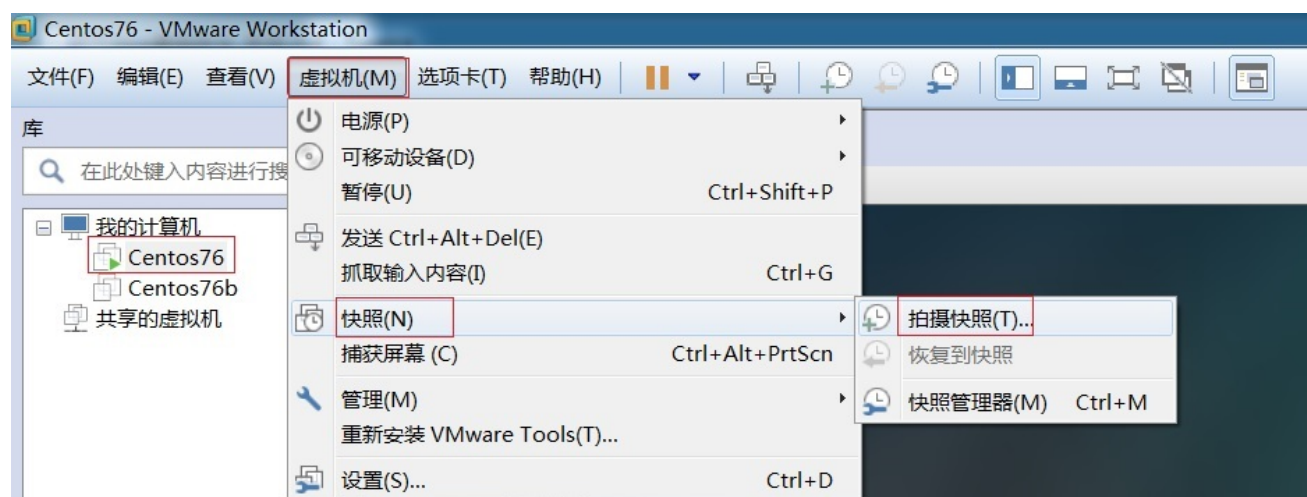 Centos76 - VMware Workstation
文件(F) 编辑(E) 查看(V) 虚拟机(M) 选项卡(T) 帮助(H)
库
在此处键入内容进行搜
我的计算机
Centos76
Centos76b
共享的虚拟机
电源(P)
可移动设备(D)
暂停(U) Ctrl+Shift+P
发送 Ctrl+Alt+Del(E)
抓取输入内容(I) Ctrl+G
快照(N)
捕获屏幕 (C) Ctrl+Alt+PrtScn
管理(M)
重新安装 VMware Tools(T)...
设置(S)... Ctrl+D
拍摄快照(T)...
恢复到快照
快照管理器(M) Ctrl+M